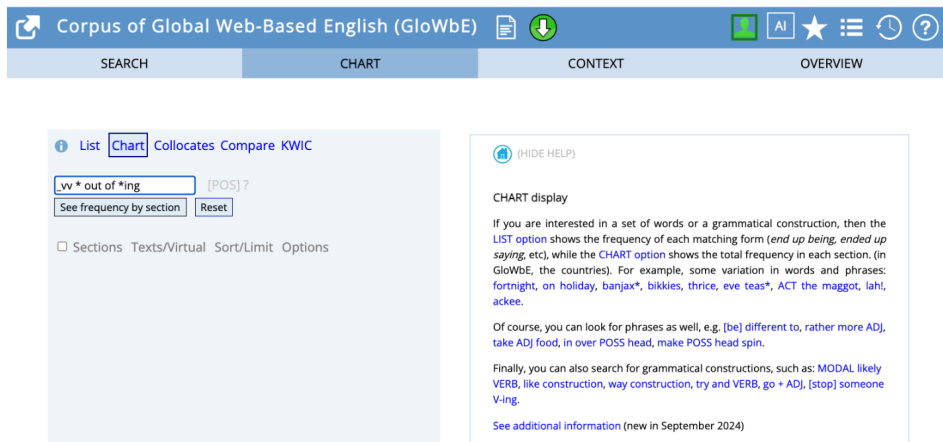 Corpus of Global Web-Based English (GloWbE)
AI
?
SEARCH
CHART
CONTEXT
OVERVIEW
i List Chart Collocates Compare KWIC
_vv * out of *ing
[POS] ?
See frequency by section
Reset
Sections Texts/Virtual Sort/Limit Options
(HIDE HELP)
CHART display
If you are interested in a set of words or a grammatical construction, then the
LIST option shows the frequency of each matching form (end up being, ended up
saying, etc), while the CHART option shows the total frequency in each section. (in
GloWbE, the countries). For example, some variation in words and phrases:
fortnight, on holiday, banjax*, bikkies, thrice, eve teas*, ACT the maggot, lah!,
ackee.
Of course, you can look for phrases as well, e.g. [be] different to, rather more ADJ,
take ADJ food, in over POSS head, make POSS head spin.
Finally, you can also search for grammatical constructions, such as: MODAL likely
VERB, like construction, way construction, try and VERB, go + ADJ, [stop] someone
V-ing.
See additional information (new in September 2024)